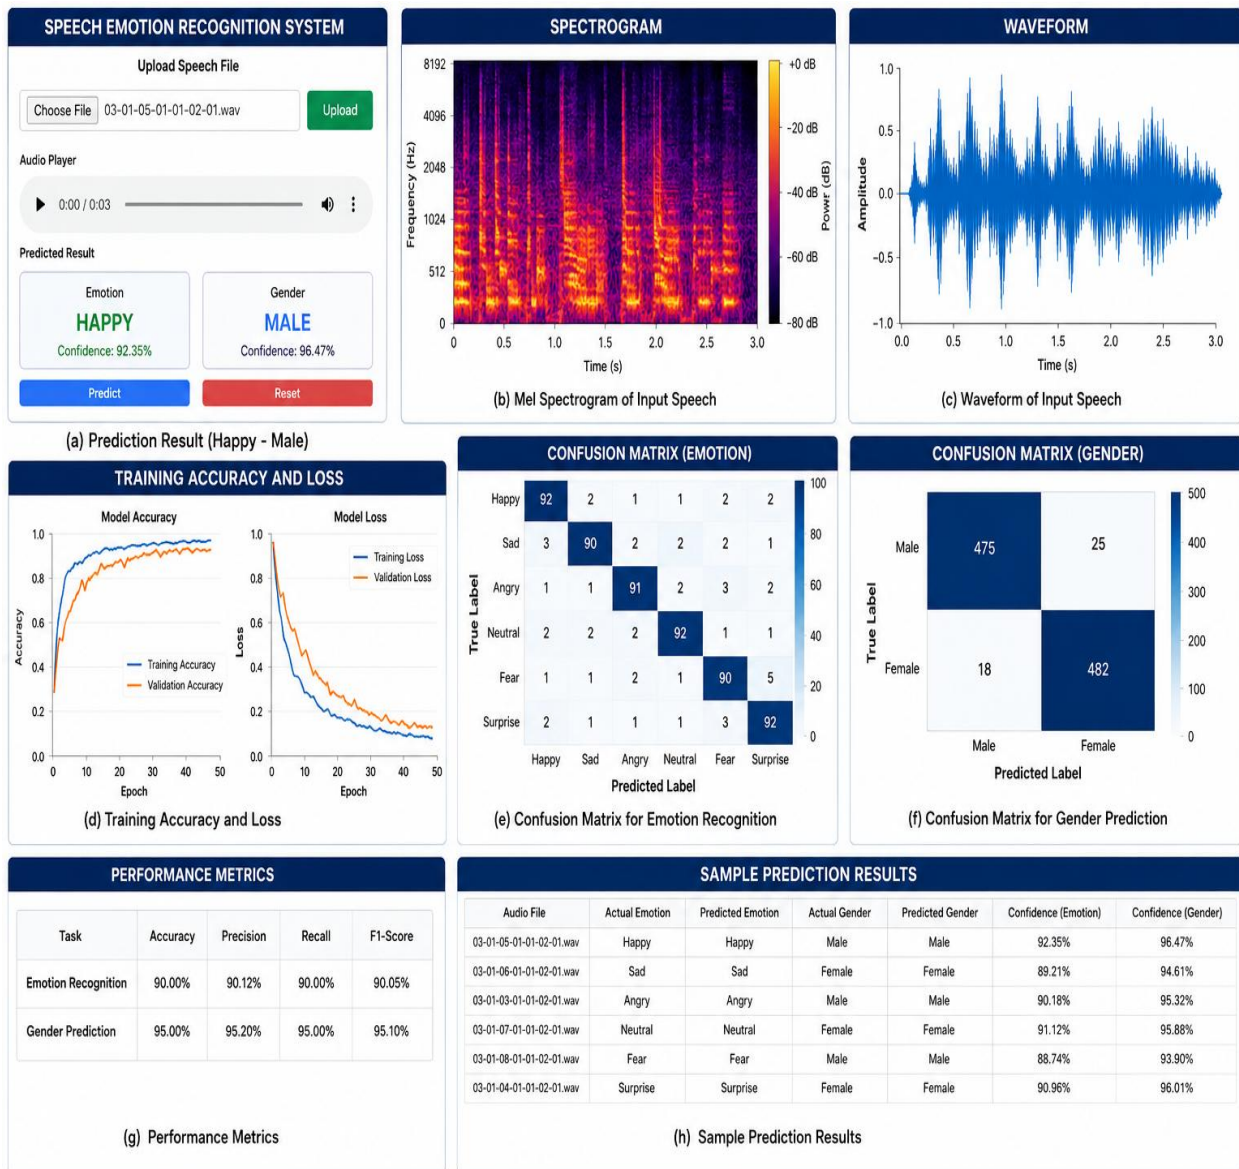 SPEECH EMOTION RECOGNITION SYSTEM
Upload Speech File
Choose File 03-01-05-01-01-02-01.wav Upload
Audio Player
0:00 / 0:03
Predicted Result
Emotion Gender
HAPPY MALE
Confidence: 92.35% Confidence: 96.47%
Predict Reset
(a) Prediction Result (Happy - Male)
SPECTROGRAM
Frequency (Hz)
8192
4096
2048
1024
512
0
0 0.5 1.0 1.5 2.0 2.5 3.0
Time (s)
+0 dB
-20 dB
-40 dB
-60 dB
-80 dB
Power (dB)
(b) Mel Spectrogram of Input Speech
WAVEFORM
Amplitude
1.0
0.5
0.0
-0.5
-1.0
0.0 0.5 1.0 1.5 2.0 2.5 3.0
Time (s)
(c) Waveform of Input Speech
TRAINING ACCURACY AND LOSS
Model Accuracy
Accuracy
1.0
0.8
0.6
0.4
0.2
0.0
Training Accuracy
Validation Accuracy
0 10 20 30 40 50
Epoch
Model Loss
Loss
1.0
0.8
0.6
0.4
0.2
0.0
Training Loss
Validation Loss
0 10 20 30 40 50
Epoch
(d) Training Accuracy and Loss
CONFUSION MATRIX (EMOTION)
True Label
Happy 92 2 1 1 2 2
Sad 3 90 2 2 2 1
Angry 1 1 91 2 3 2
Neutral 2 2 2 92 1 1
Fear 1 1 2 1 90 5
Surprise 2 1 1 1 3 92
Happy Sad Angry Neutral Fear Surprise
Predicted Label
100
80
60
40
20
0
(e) Confusion Matrix for Emotion Recognition
CONFUSION MATRIX (GENDER)
True Label
Male 475 25
Female 18 482
Male Female
Predicted Label
500
400
300
200
100
0
(f) Confusion Matrix for Gender Prediction
PERFORMANCE METRICS
Task Accuracy Precision Recall F1-Score
Emotion Recognition 90.00% 90.12% 90.00% 90.05%
Gender Prediction 95.00% 95.20% 95.00% 95.10%
(g) Performance Metrics
SAMPLE PREDICTION RESULTS
Audio File Actual Emotion Predicted Emotion Actual Gender Predicted Gender Confidence (Emotion) Confidence (Gender)
03-01-05-01-01-02-01.wav Happy Happy Male Male 92.35% 96.47%
03-01-06-01-01-02-01.wav Sad Sad Female Female 89.21% 94.61%
03-01-03-01-01-02-01.wav Angry Angry Male Male 90.18% 95.32%
03-01-07-01-01-02-01.wav Neutral Neutral Female Female 91.12% 95.88%
03-01-08-01-01-02-01.wav Fear Fear Male Male 88.74% 93.90%
03-01-04-01-01-02-01.wav Surprise Surprise Female Female 90.96% 96.01%
(h) Sample Prediction Results